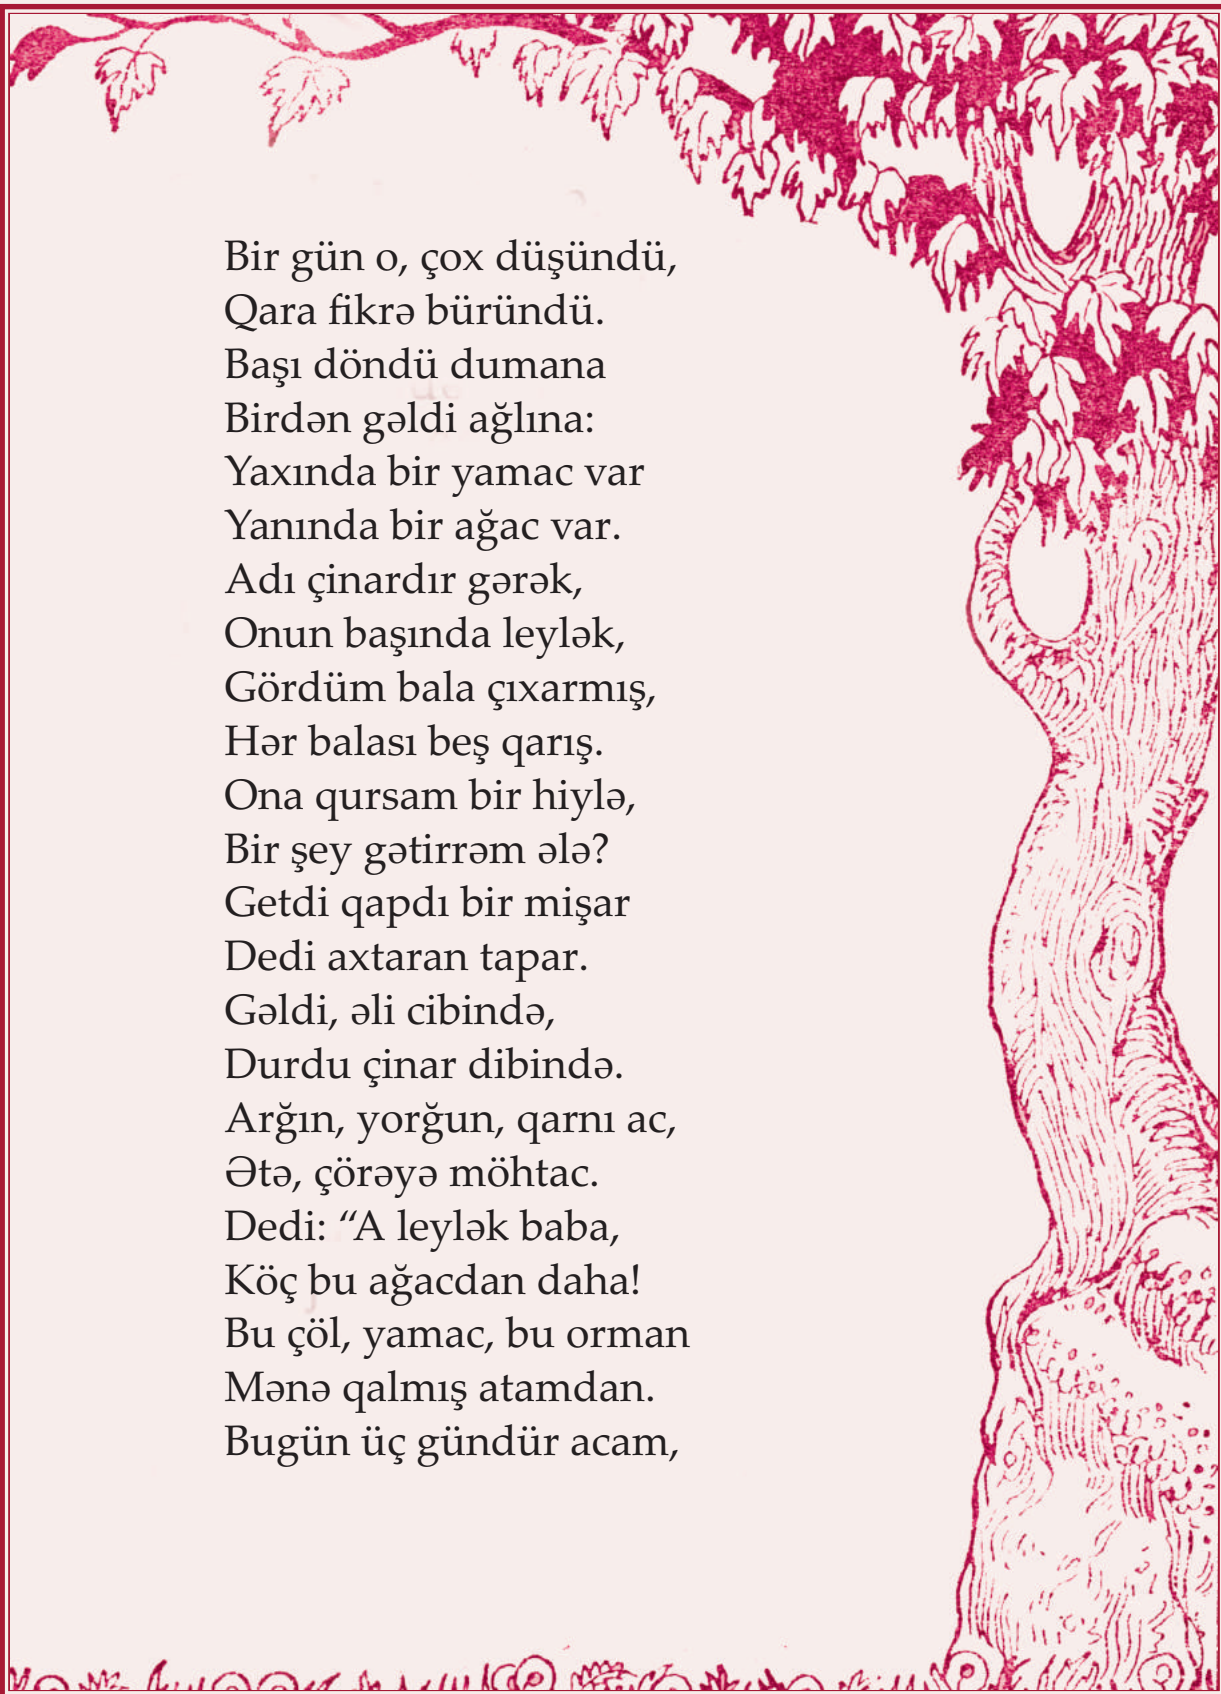 Bir gün o, çox düşündü,
Qara fikrə büründü.
Başı döndü dumana
Birdən gəldi ağlına:
Yaxında bir yamac var
Yanında bir ağac var.
Adı çinardır gərək,
Onun başında leylək,
Gördüm bala çıxarmış,
Hər balası beş qarış.
Ona qursam bir hiylə,
Bir şey gətirrəm ələ?
Getdi qapdı bir mişar
Dedi axtaran tapar.
Gəldi, əli cibində,
Durdu çinar dibində.
Arğın, yorğun, qarnı ac,
Ətə, çörəyə möhtac.
Dedi: “A leylək baba,
Köç bu ağacdan daha!
Bu çöl, yamac, bu orman
Mənə qalmış atamdan.
Bugün üç gündür acam,